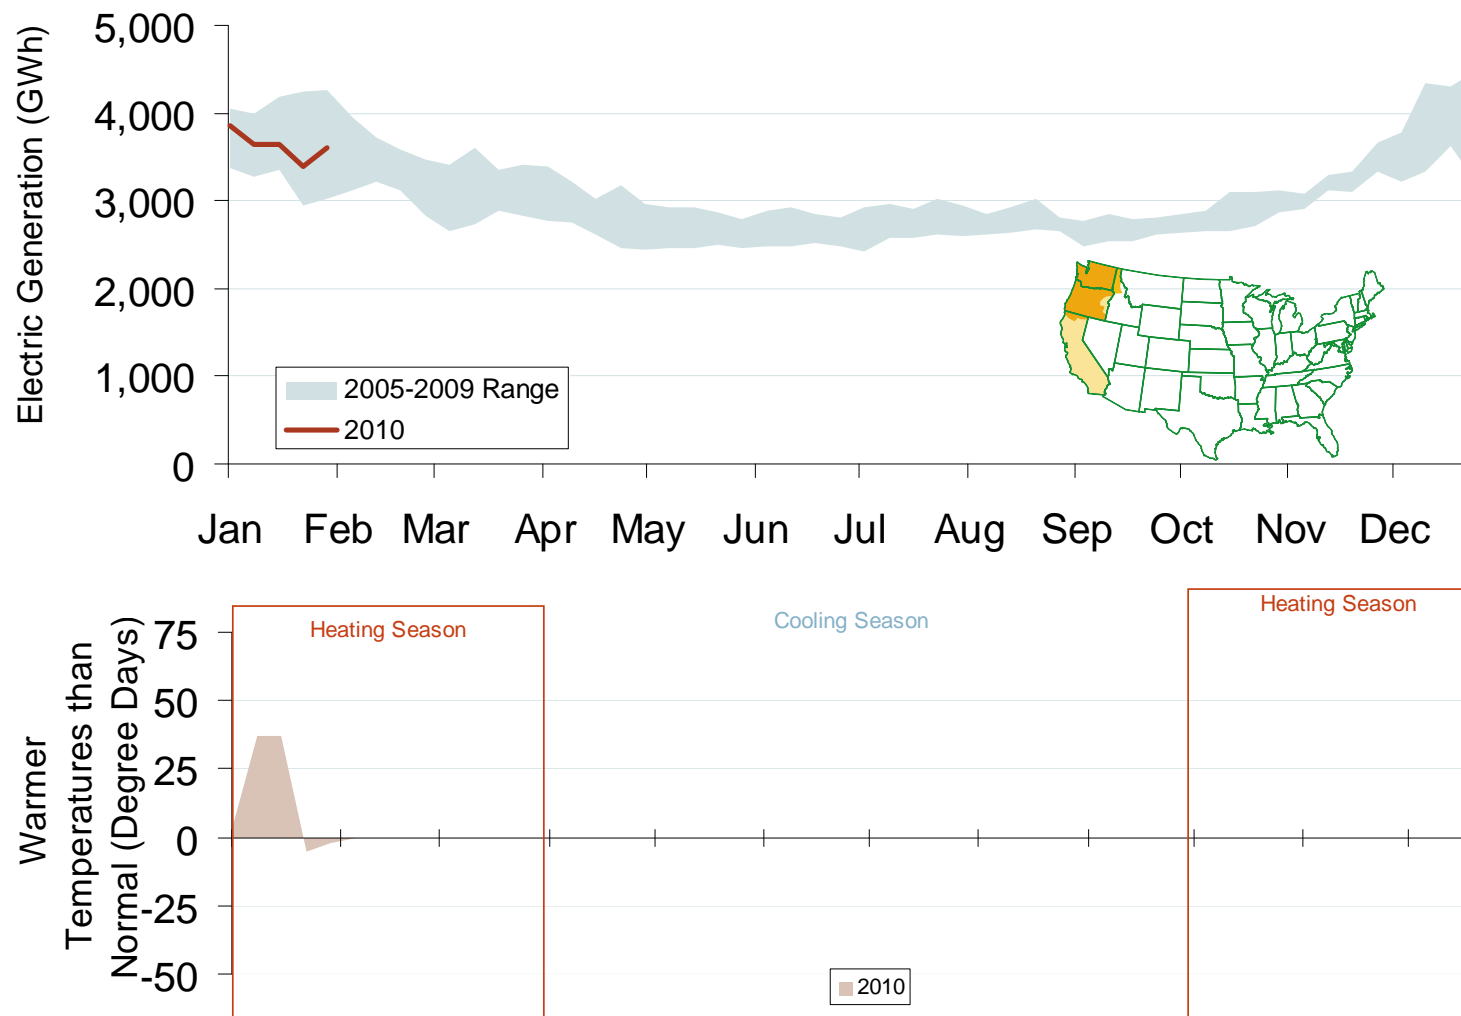 Electric Generation (GWh)
5,000
4,000
3,000
2,000
1,000
0
2005-2009 Range
2010
Jan Feb Mar Apr May Jun Jul Aug Sep Oct Nov Dec
Warmer
Temperatures than
Normal (Degree Days)
75
50
25
0
-25
-50
Heating Season
Cooling Season
Heating Season
2010